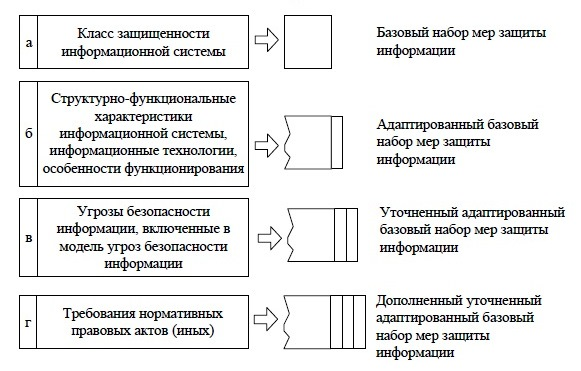 а
Класс защищенности
информационной системы
Базовый набор мер защиты
информации
б
Структурно-функциональные
характеристики
информационной системы,
информационные технологии,
особенности функционирования
Адаптированный базовый
набор мер защиты
информации
в
Угрозы безопасности
информации, включенные в
модель угроз безопасности
информации
Уточненный адаптированный
базовый набор мер защиты
информации
г
Требования нормативных
правовых актов (иных)
Дополненный уточненный
адаптированный базовый
набор мер защиты
информации